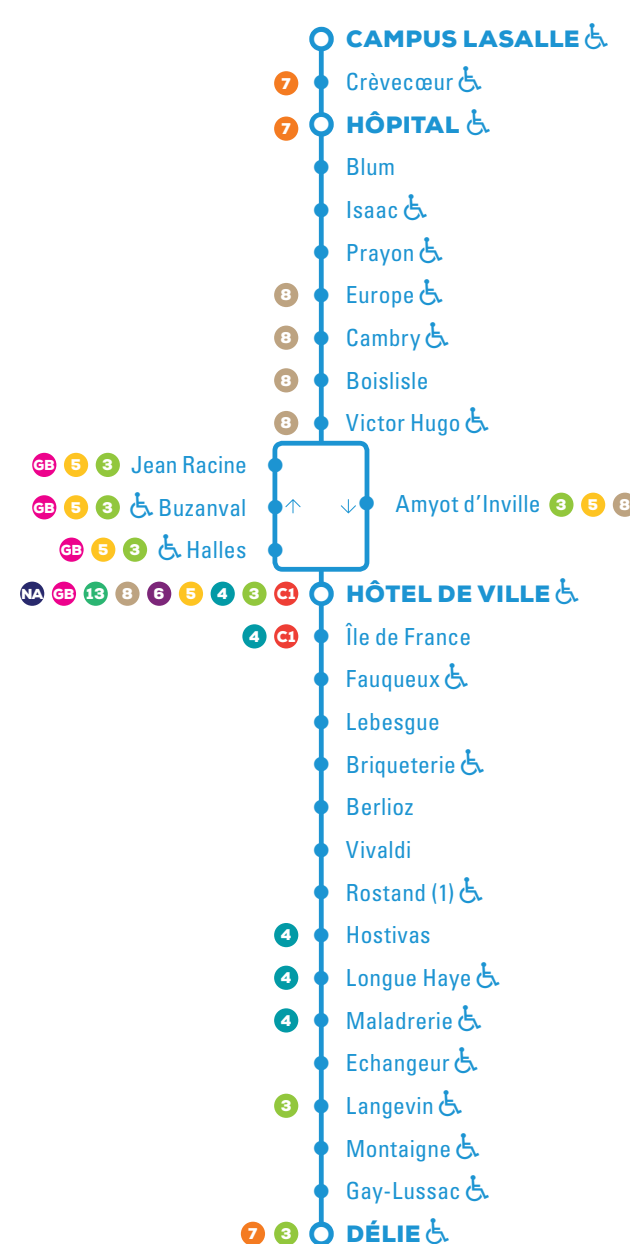 CAMPUS LASALLE
7 Crèvecœur
7 HÔPITAL
Blum
Isaac
Prayon
8 Europe
8 Cambry
8 Boislisle
8 Victor Hugo
GB 5 3 Jean Racine
GB 5 3 Buzanval
↑ ↓ Amyot d'Inville 3 5 8
GB 5 3 Halles
NA GB 13 8 6 5 4 3 C1 HÔTEL DE VILLE
4 C1 Île de France
Fauqueux
Lebesgue
Briqueterie
Berlioz
Vivaldi
Rostand (1)
4 Hostivas
4 Longue Haye
4 Maladrerie
Echangeur
3 Langevin
Montaigne
Gay-Lussac
7 3 DÉLIE